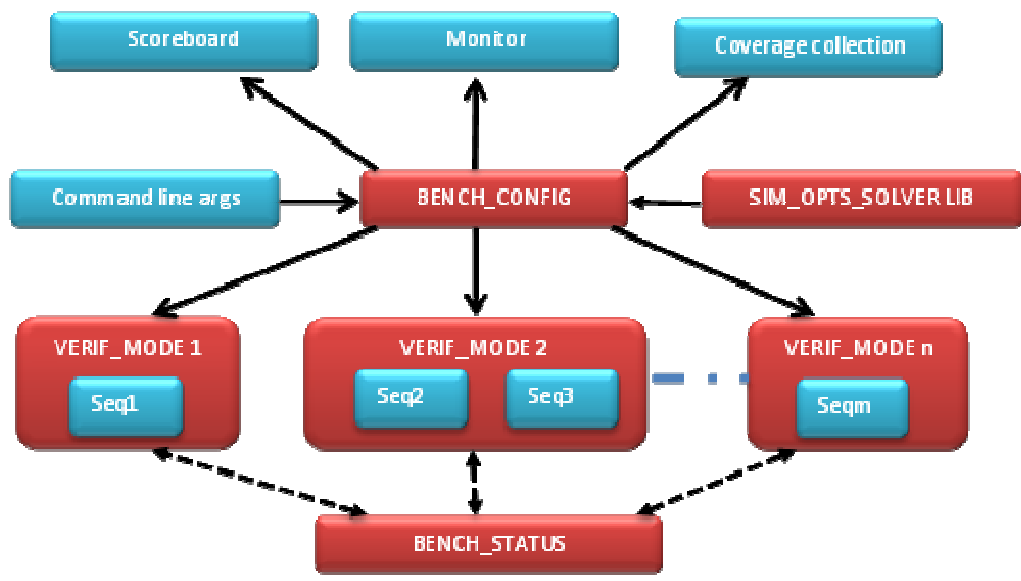 Scoreboard
Monitor
Coverage collection
Command line args
BENCH_CONFIG
SIM_OPTS_SOLVER LIB
VERIF_MODE 1
VERIF_MODE 2
VERIF_MODE n
Seq1
Seq2
Seq3
Seqm
BENCH_STATUS